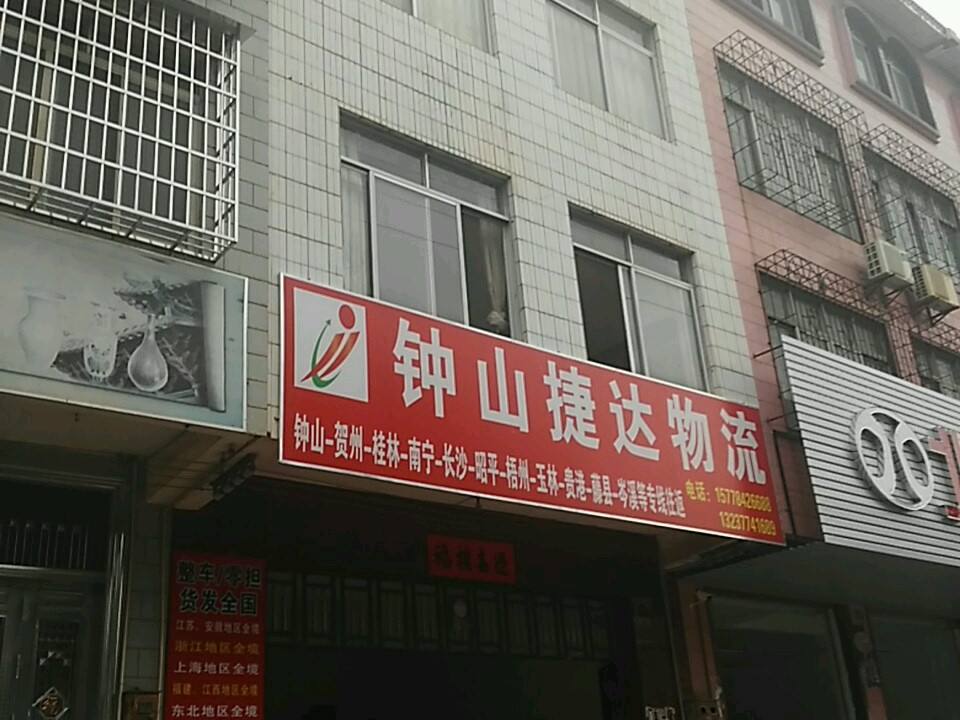 钟山捷达物流
钟山-贺州-桂林-南宁-长沙-昭平-梧州-玉林-贵港-藤县-岑溪等专线往返
电话: 15778426688
13237741689
整车/零担
货发全国
江苏、安徽地区全境
浙江地区全境
上海地区全境
福建、江西地区全境
东北地区全境